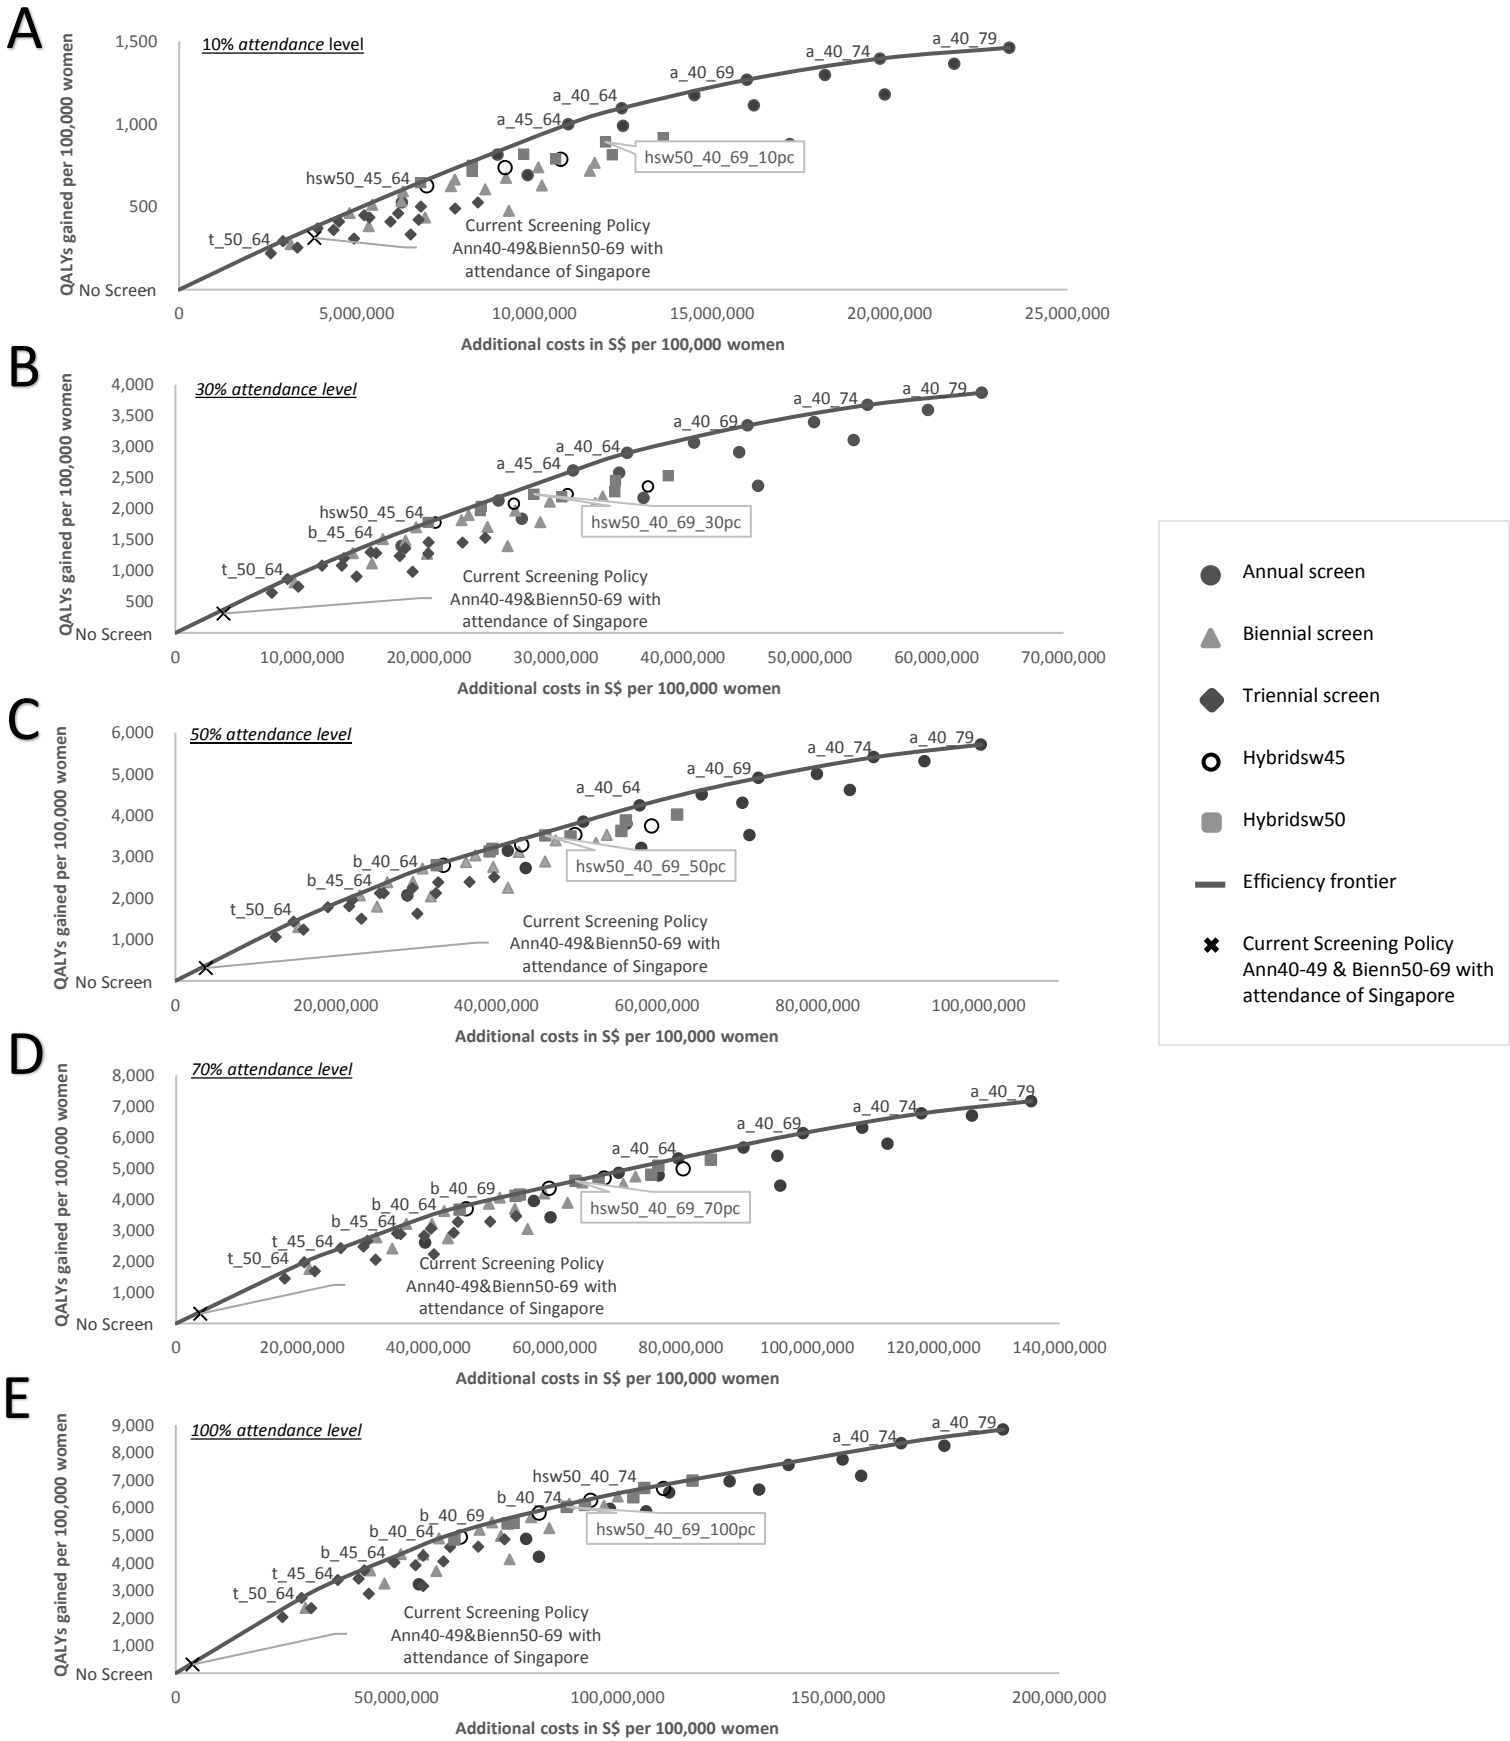 A
10% attendance level
QALYs gained per 100,000 women
1,500
1,000
500
No Screen
t_50_64
hsw50_45_64
a_45_64
a_40_64
a_40_69
a_40_74
a_40_79
hsw50_40_69_10pc
Current Screening Policy
Ann40-49&Bienn50-69 with
attendance of Singapore
0
5,000,000
10,000,000
15,000,000
20,000,000
25,000,000
Additional costs in S$ per 100,000 women
B
30% attendance level
QALYs gained per 100,000 women
4,000
3,500
3,000
2,500
2,000
1,500
1,000
500
No Screen
t_50_64
b_45_64
hsw50_45_64
a_45_64
a_40_64
a_40_69
a_40_74
a_40_79
hsw50_40_69_30pc
Current Screening Policy
Ann40-49&Bienn50-69 with
attendance of Singapore
0
10,000,000
20,000,000
30,000,000
40,000,000
50,000,000
60,000,000
70,000,000
Additional costs in S$ per 100,000 women
C
50% attendance level
QALYs gained per 100,000 women
6,000
5,000
4,000
3,000
2,000
1,000
No Screen
t_50_64
b_45_64
b_40_64
a_40_64
a_40_69
a_40_74
a_40_79
hsw50_40_69_50pc
Current Screening Policy
Ann40-49&Bienn50-69 with
attendance of Singapore
0
20,000,000
40,000,000
60,000,000
80,000,000
100,000,000
Additional costs in S$ per 100,000 women
D
70% attendance level
QALYs gained per 100,000 women
8,000
7,000
6,000
5,000
4,000
3,000
2,000
1,000
No Screen
t_50_64
t_45_64
b_45_64
b_40_64
b_40_69
a_40_64
a_40_69
a_40_74
a_40_79
hsw50_40_69_70pc
Current Screening Policy
Ann40-49&Bienn50-69 with
attendance of Singapore
0
20,000,000
40,000,000
60,000,000
80,000,000
100,000,000
120,000,000
140,000,000
Additional costs in S$ per 100,000 women
E
100% attendance level
QALYs gained per 100,000 women
9,000
8,000
7,000
6,000
5,000
4,000
3,000
2,000
1,000
No Screen
t_50_64
t_45_64
b_45_64
b_40_64
b_40_69
b_40_74
hsw50_40_74
a_40_74
a_40_79
hsw50_40_69_100pc
Current Screening Policy
Ann40-49&Bienn50-69 with
attendance of Singapore
0
50,000,000
100,000,000
150,000,000
200,000,000
Additional costs in S$ per 100,000 women
Annual screen
Biennial screen
Triennial screen
Hybridsw45
Hybridsw50
Efficiency frontier
Current Screening Policy
Ann40-49 & Bienn50-69 with
attendance of Singapore